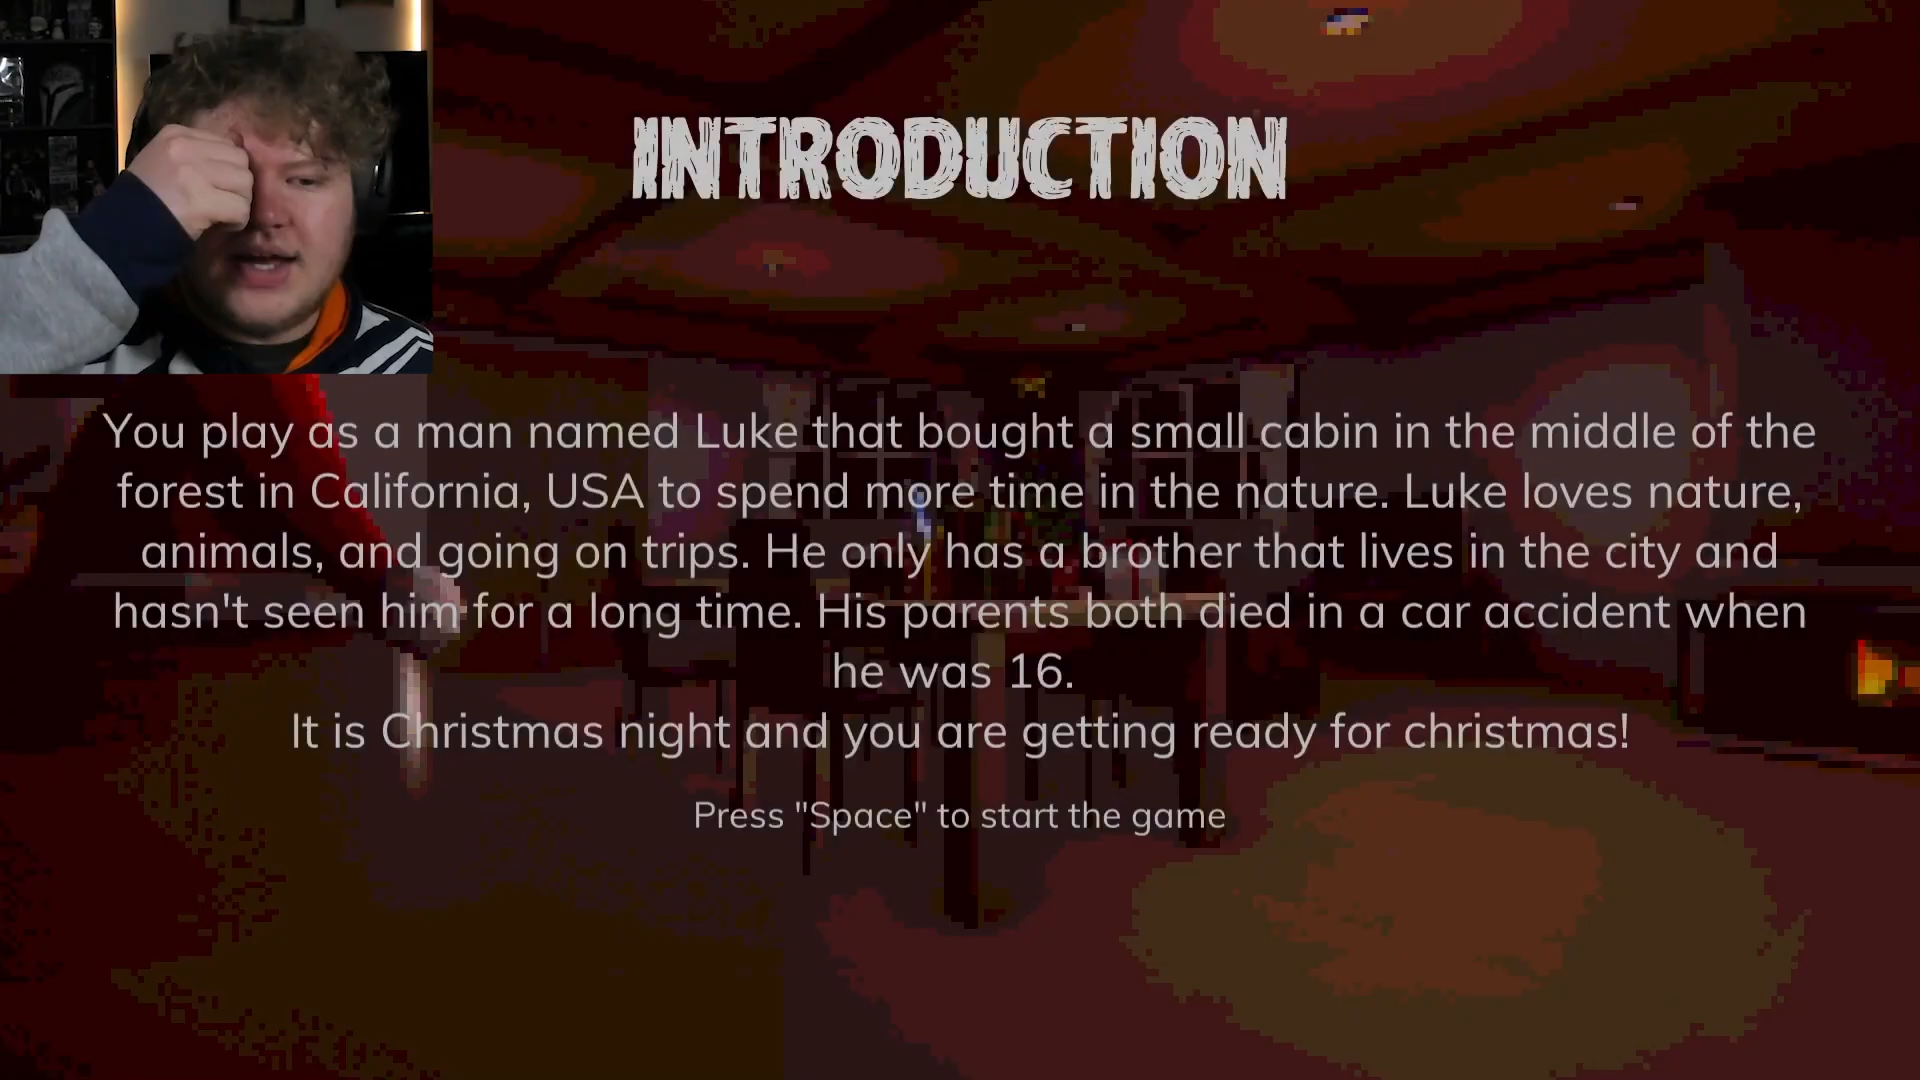 INTRODUCTION
You play as a man named Luke that bought a small cabin in the middle of the
forest in California, USA to spend more time in the nature. Luke loves nature,
animals, and going on trips. He only has a brother that lives in the city and
hasn't seen him for a long time. His parents both died in a car accident when
he was 16.
It is Christmas night and you are getting ready for christmas!
Press "Space" to start the game